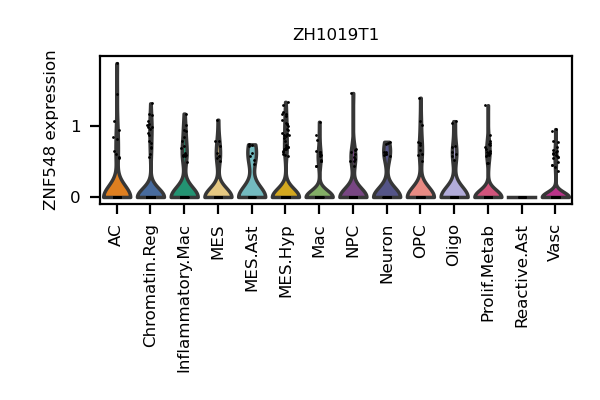 ZH1019T1
ZNF548 expression
1
0
AC
Chromatin.Reg
Inflammatory.Mac
MES
MES.Ast
MES.Hyp
Mac
NPC
Neuron
OPC
Oligo
Prolif.Metab
Reactive.Ast
Vasc